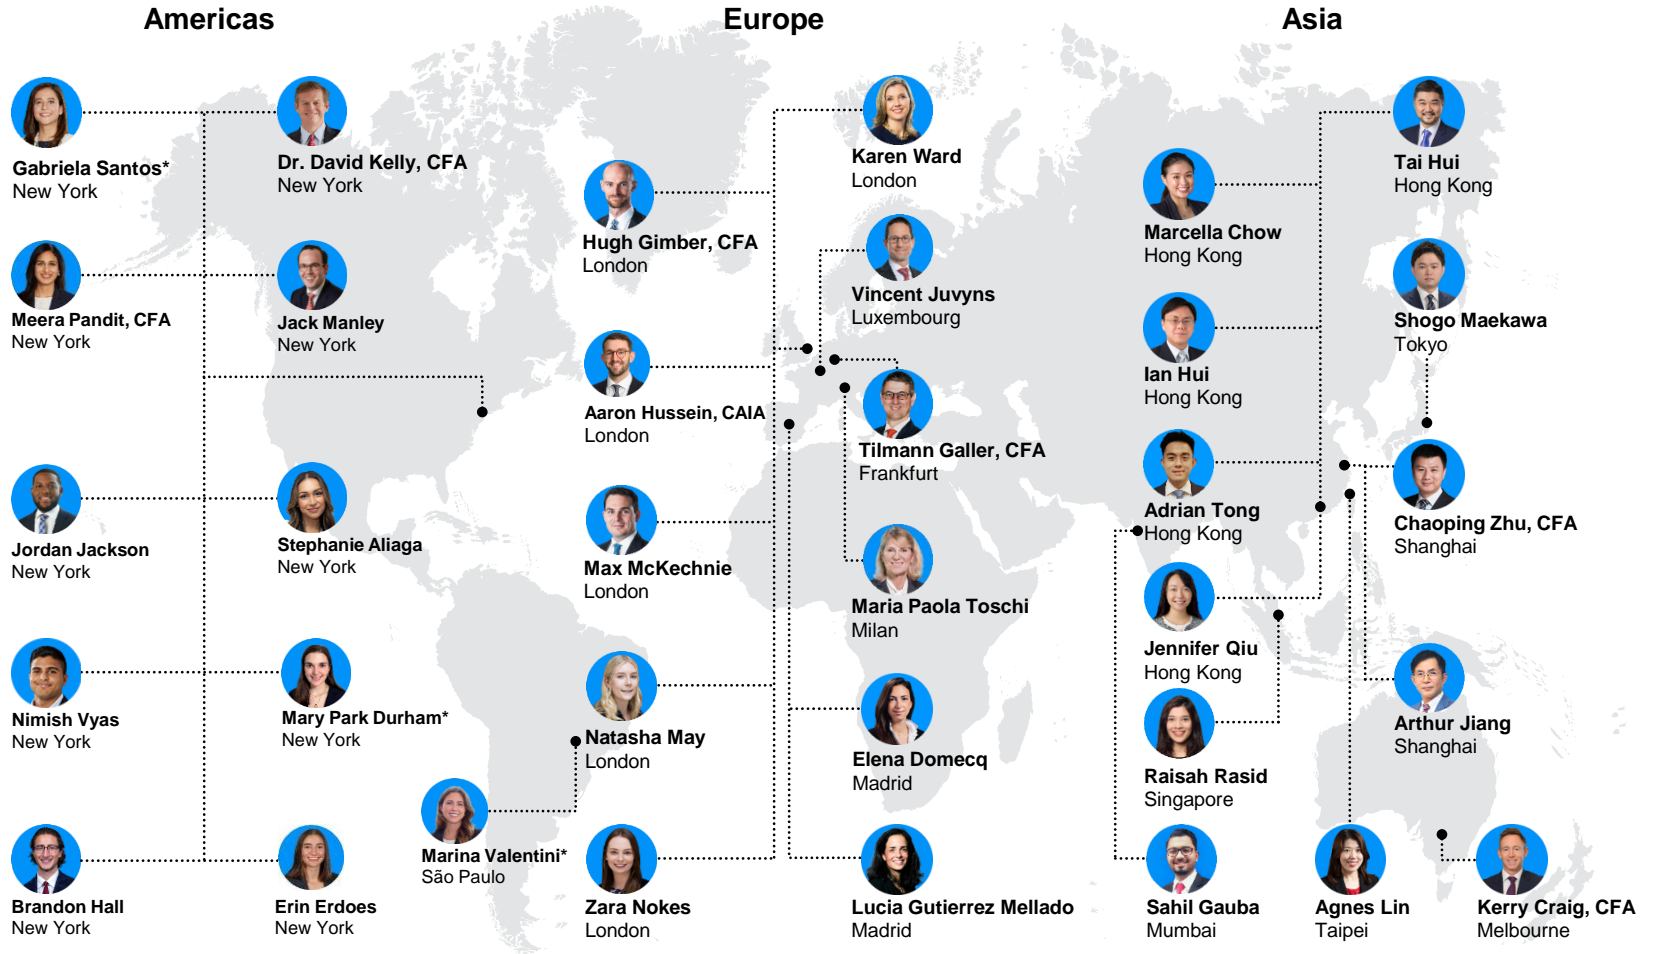 Americas
Europe
Asia
Gabriela Santos*
New York
Dr. David Kelly, CFA
New York
Meera Pandit, CFA
New York
Jack Manley
New York
Jordan Jackson
New York
Stephanie Aliaga
New York
Nimish Vyas
New York
Mary Park Durham*
New York
Brandon Hall
New York
Erin Erdoes
New York
Marina Valentini*
São Paulo
Karen Ward
London
Hugh Gimber, CFA
London
Vincent Juvyns
Luxembourg
Aaron Hussein, CAIA
London
Tilmann Galler, CFA
Frankfurt
Max McKechnie
London
Maria Paola Toschi
Milan
Natasha May
London
Elena Domecq
Madrid
Zara Nokes
London
Lucia Gutierrez Mellado
Madrid
Tai Hui
Hong Kong
Marcella Chow
Hong Kong
Shogo Maekawa
Tokyo
Ian Hui
Hong Kong
Adrian Tong
Hong Kong
Chaoping Zhu, CFA
Shanghai
Jennifer Qiu
Hong Kong
Arthur Jiang
Shanghai
Raisah Rasid
Singapore
Sahil Gauba
Mumbai
Agnes Lin
Taipei
Kerry Craig, CFA
Melbourne